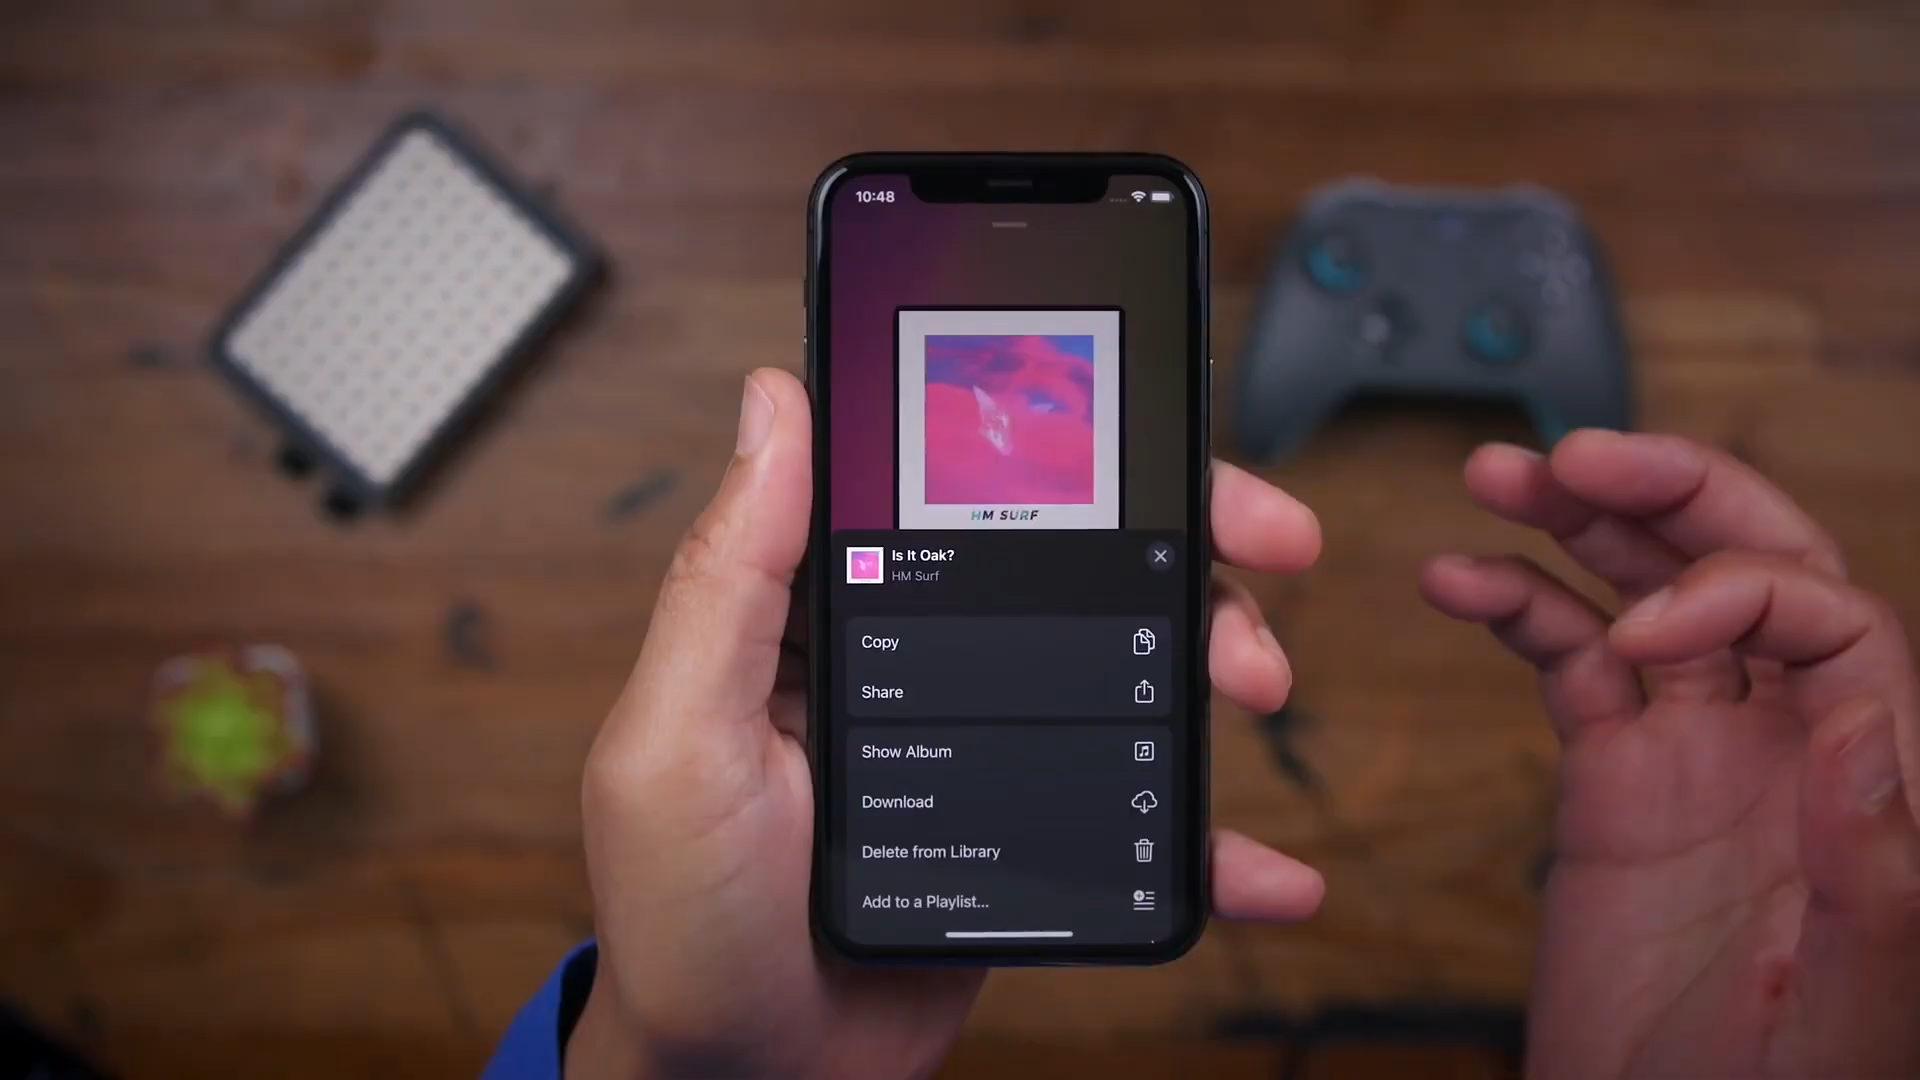 10:48
HM SURF
Is It Oak?
HM Surf
Copy
Share
Show Album
Download
Delete from Library
Add to a Playlist...